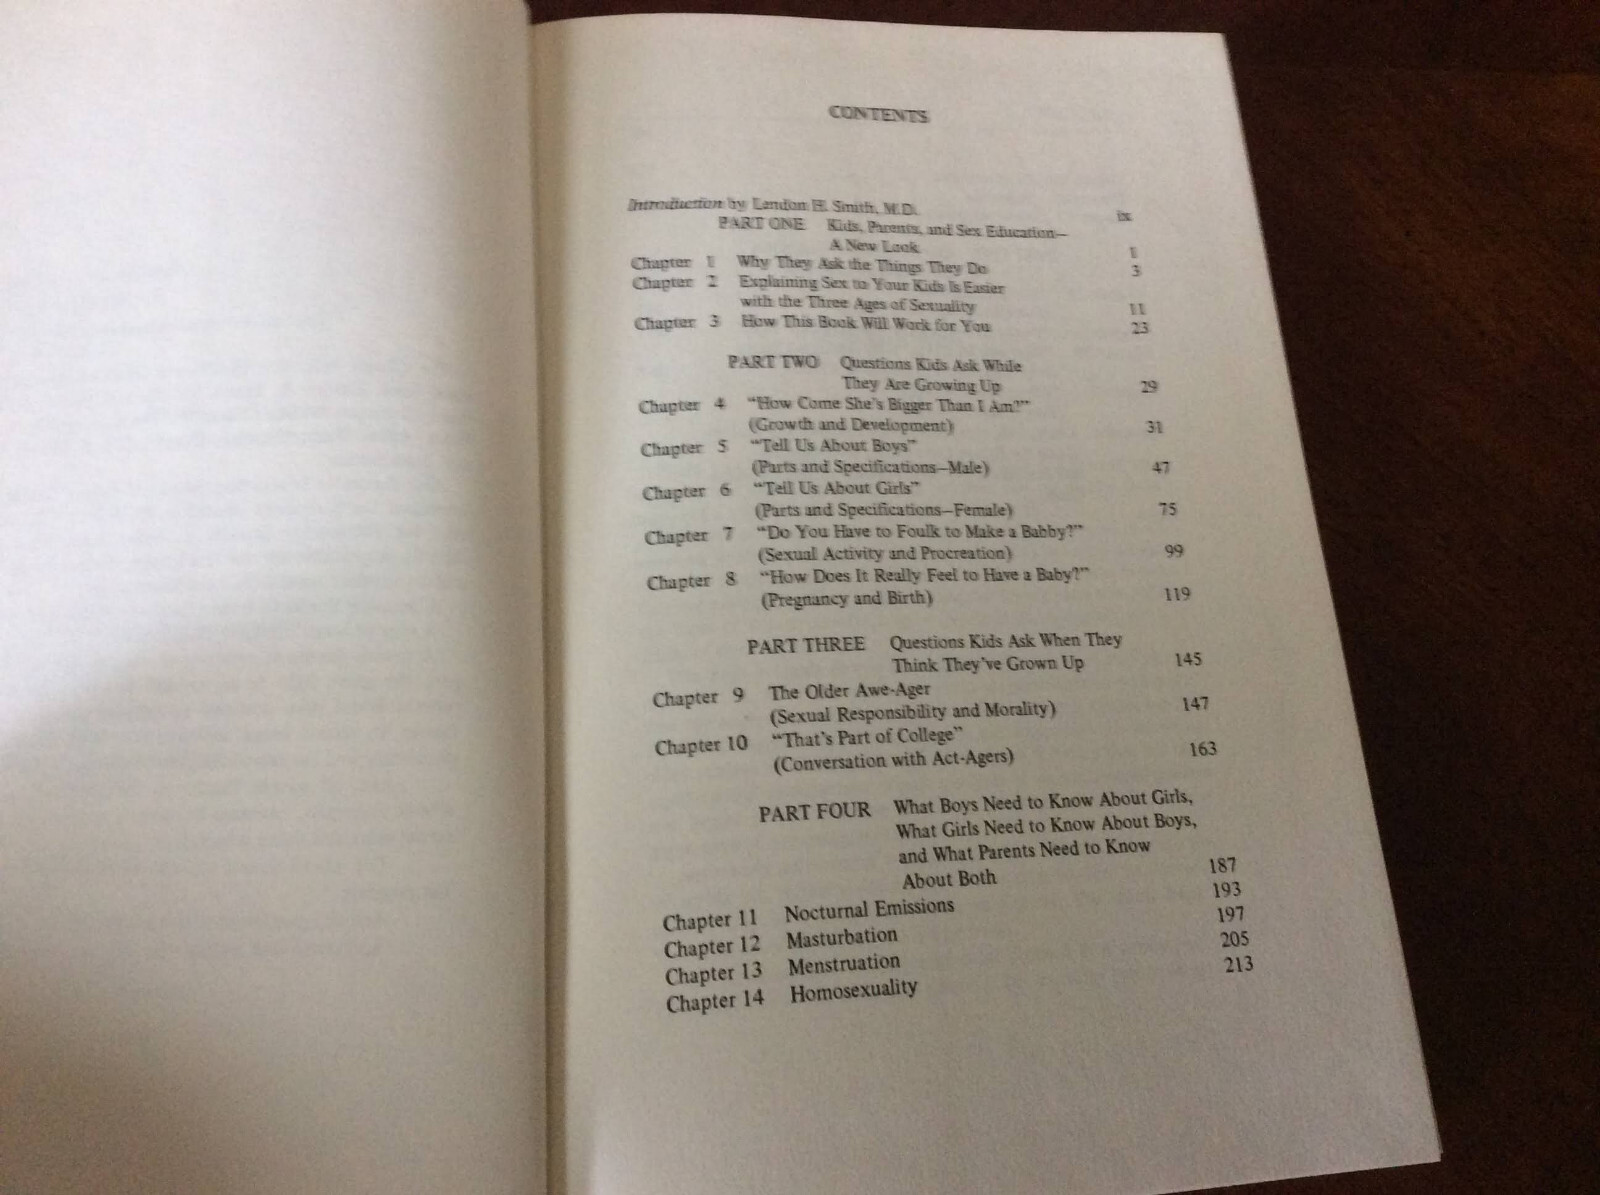 CONTENTS
Introduction by Lendon H. Smith, M.D. ix
PART ONE Kids, Parents, and Sex Education—
A New Look 1
Chapter 1 Why They Ask the Things They Do 3
Chapter 2 Explaining Sex to Your Kids Is Easier
with the Three Ages of Sexuality 11
Chapter 3 How This Book Will Work for You 23
PART TWO Questions Kids Ask While
They Are Growing Up 29
Chapter 4 "How Come She's Bigger Than I Am?"
(Growth and Development) 31
Chapter 5 "Tell Us About Boys"
(Parts and Specifications—Male) 47
Chapter 6 "Tell Us About Girls"
(Parts and Specifications—Female) 75
Chapter 7 "Do You Have to Foulk to Make a Babby?"
(Sexual Activity and Procreation) 99
Chapter 8 "How Does It Really Feel to Have a Baby?"
(Pregnancy and Birth) 119
PART THREE Questions Kids Ask When They
Think They've Grown Up 145
Chapter 9 The Older Awe-Ager
(Sexual Responsibility and Morality) 147
Chapter 10 "That's Part of College"
(Conversation with Act-Agers) 163
PART FOUR What Boys Need to Know About Girls,
What Girls Need to Know About Boys,
and What Parents Need to Know
About Both 187
Chapter 11 Nocturnal Emissions 193
Chapter 12 Masturbation 197
Chapter 13 Menstruation 205
Chapter 14 Homosexuality 213